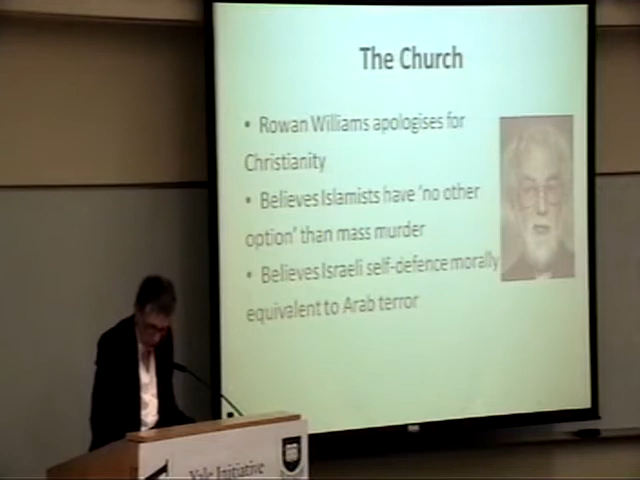 The Church
• Rowan Williams apologises for
Christianity
• Believes Islamists have 'no other
option' than mass murder
• Believes Israeli self-defence morally
equivalent to Arab terror
Yale Initiative